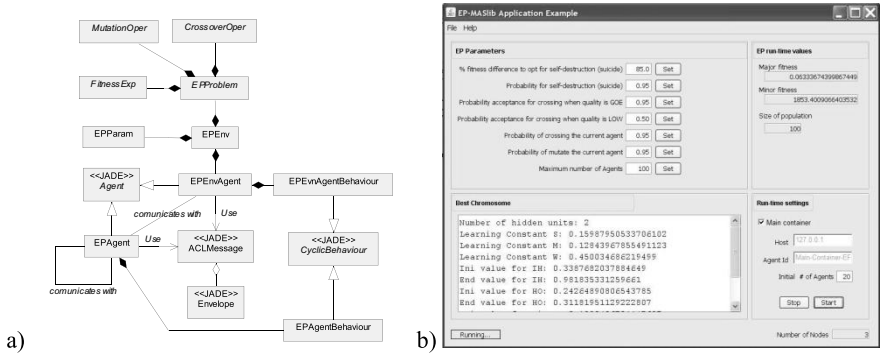 MutationOper
CrossoverOper
FitnessExp
EPProblem
EPParam
EPEnv
<<JADE>>
Agent
EPEnvAgent
EPEvnAgentBehaviour
comunicates with
Use
EPAgent
Use
<<JADE>>
ACLMessage
<<JADE>>
CyclicBehaviour
comunicates with
<<JADE>>
Envelope
EPAgentBehaviour
a)
b)
EP-MASlib Application Example
File Help
EP Parameters
% fitness difference to opt for self-destruction (suicide) 85.0 Set
Probability for self-destruction (suicide) 0.95 Set
Probability acceptance for crossing when quality is GOE 0.95 Set
Probability acceptance for crossing when quality is LOW 0.50 Set
Probability of crossing the current agent 0.95 Set
Probability of mutate the current agent 0.95 Set
Maximum number of Agents 100 Set
EP run-time values
Major fitness
0.06333674399867449
Minor fitness
1853.4009066403532
Size of population
100
Best Chromosome
Number of hidden units: 2
Learning Constant S: 0.15987950533706102
Learning Constant M: 0.12843967855491123
Learning Constant W: 0.450034686219499
Ini value for IH: 0.3387682037884649
End value for IH: 0.981835331259661
Ini value for HO: 0.24264890806543785
End value for HO: 0.31181951129222807
Run-time settings
Main container
Host 127.0.0.1
Agent Id Main-Container-EP
Initial # of Agents 20
Stop Start
Running...
Number of Nodes 3